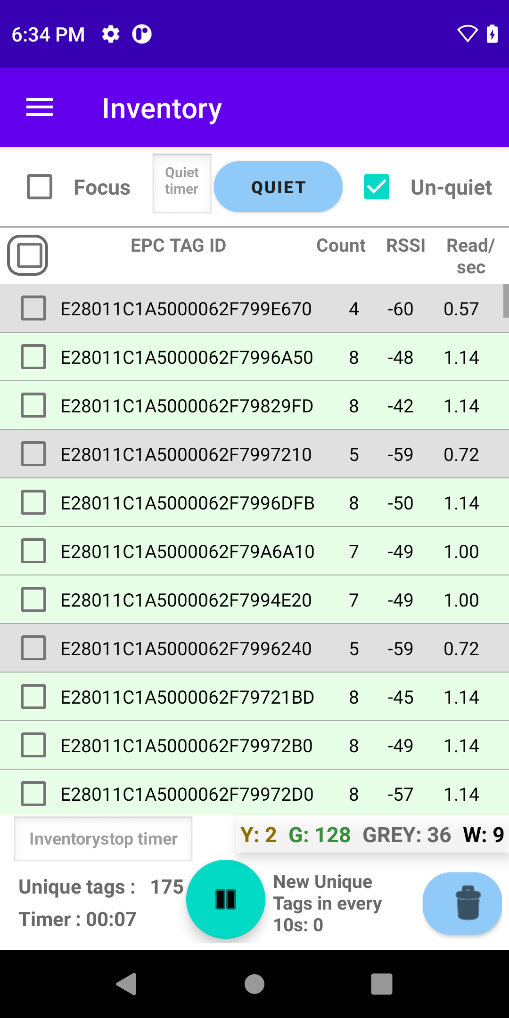 6:34 PM
Inventory
Focus
Quiet
timer
QUIET
Un-quiet
EPC TAG ID Count RSSI Read/
sec
E28011C1A5000062F799E670 4 -60 0.57
E28011C1A5000062F7996A50 8 -48 1.14
E28011C1A5000062F79829FD 8 -42 1.14
E28011C1A5000062F7997210 5 -59 0.72
E28011C1A5000062F7996DFB 8 -50 1.14
E28011C1A5000062F79A6A10 7 -49 1.00
E28011C1A5000062F7994E20 7 -49 1.00
E28011C1A5000062F7996240 5 -59 0.72
E28011C1A5000062F79721BD 8 -45 1.14
E28011C1A5000062F79972B0 8 -49 1.14
E28011C1A5000062F79972D0 8 -57 1.14
Inventorystop timer
Y: 2 G: 128 GREY: 36 W: 9
Unique tags : 175
Timer : 00:07
New Unique
Tags in every
10s: 0